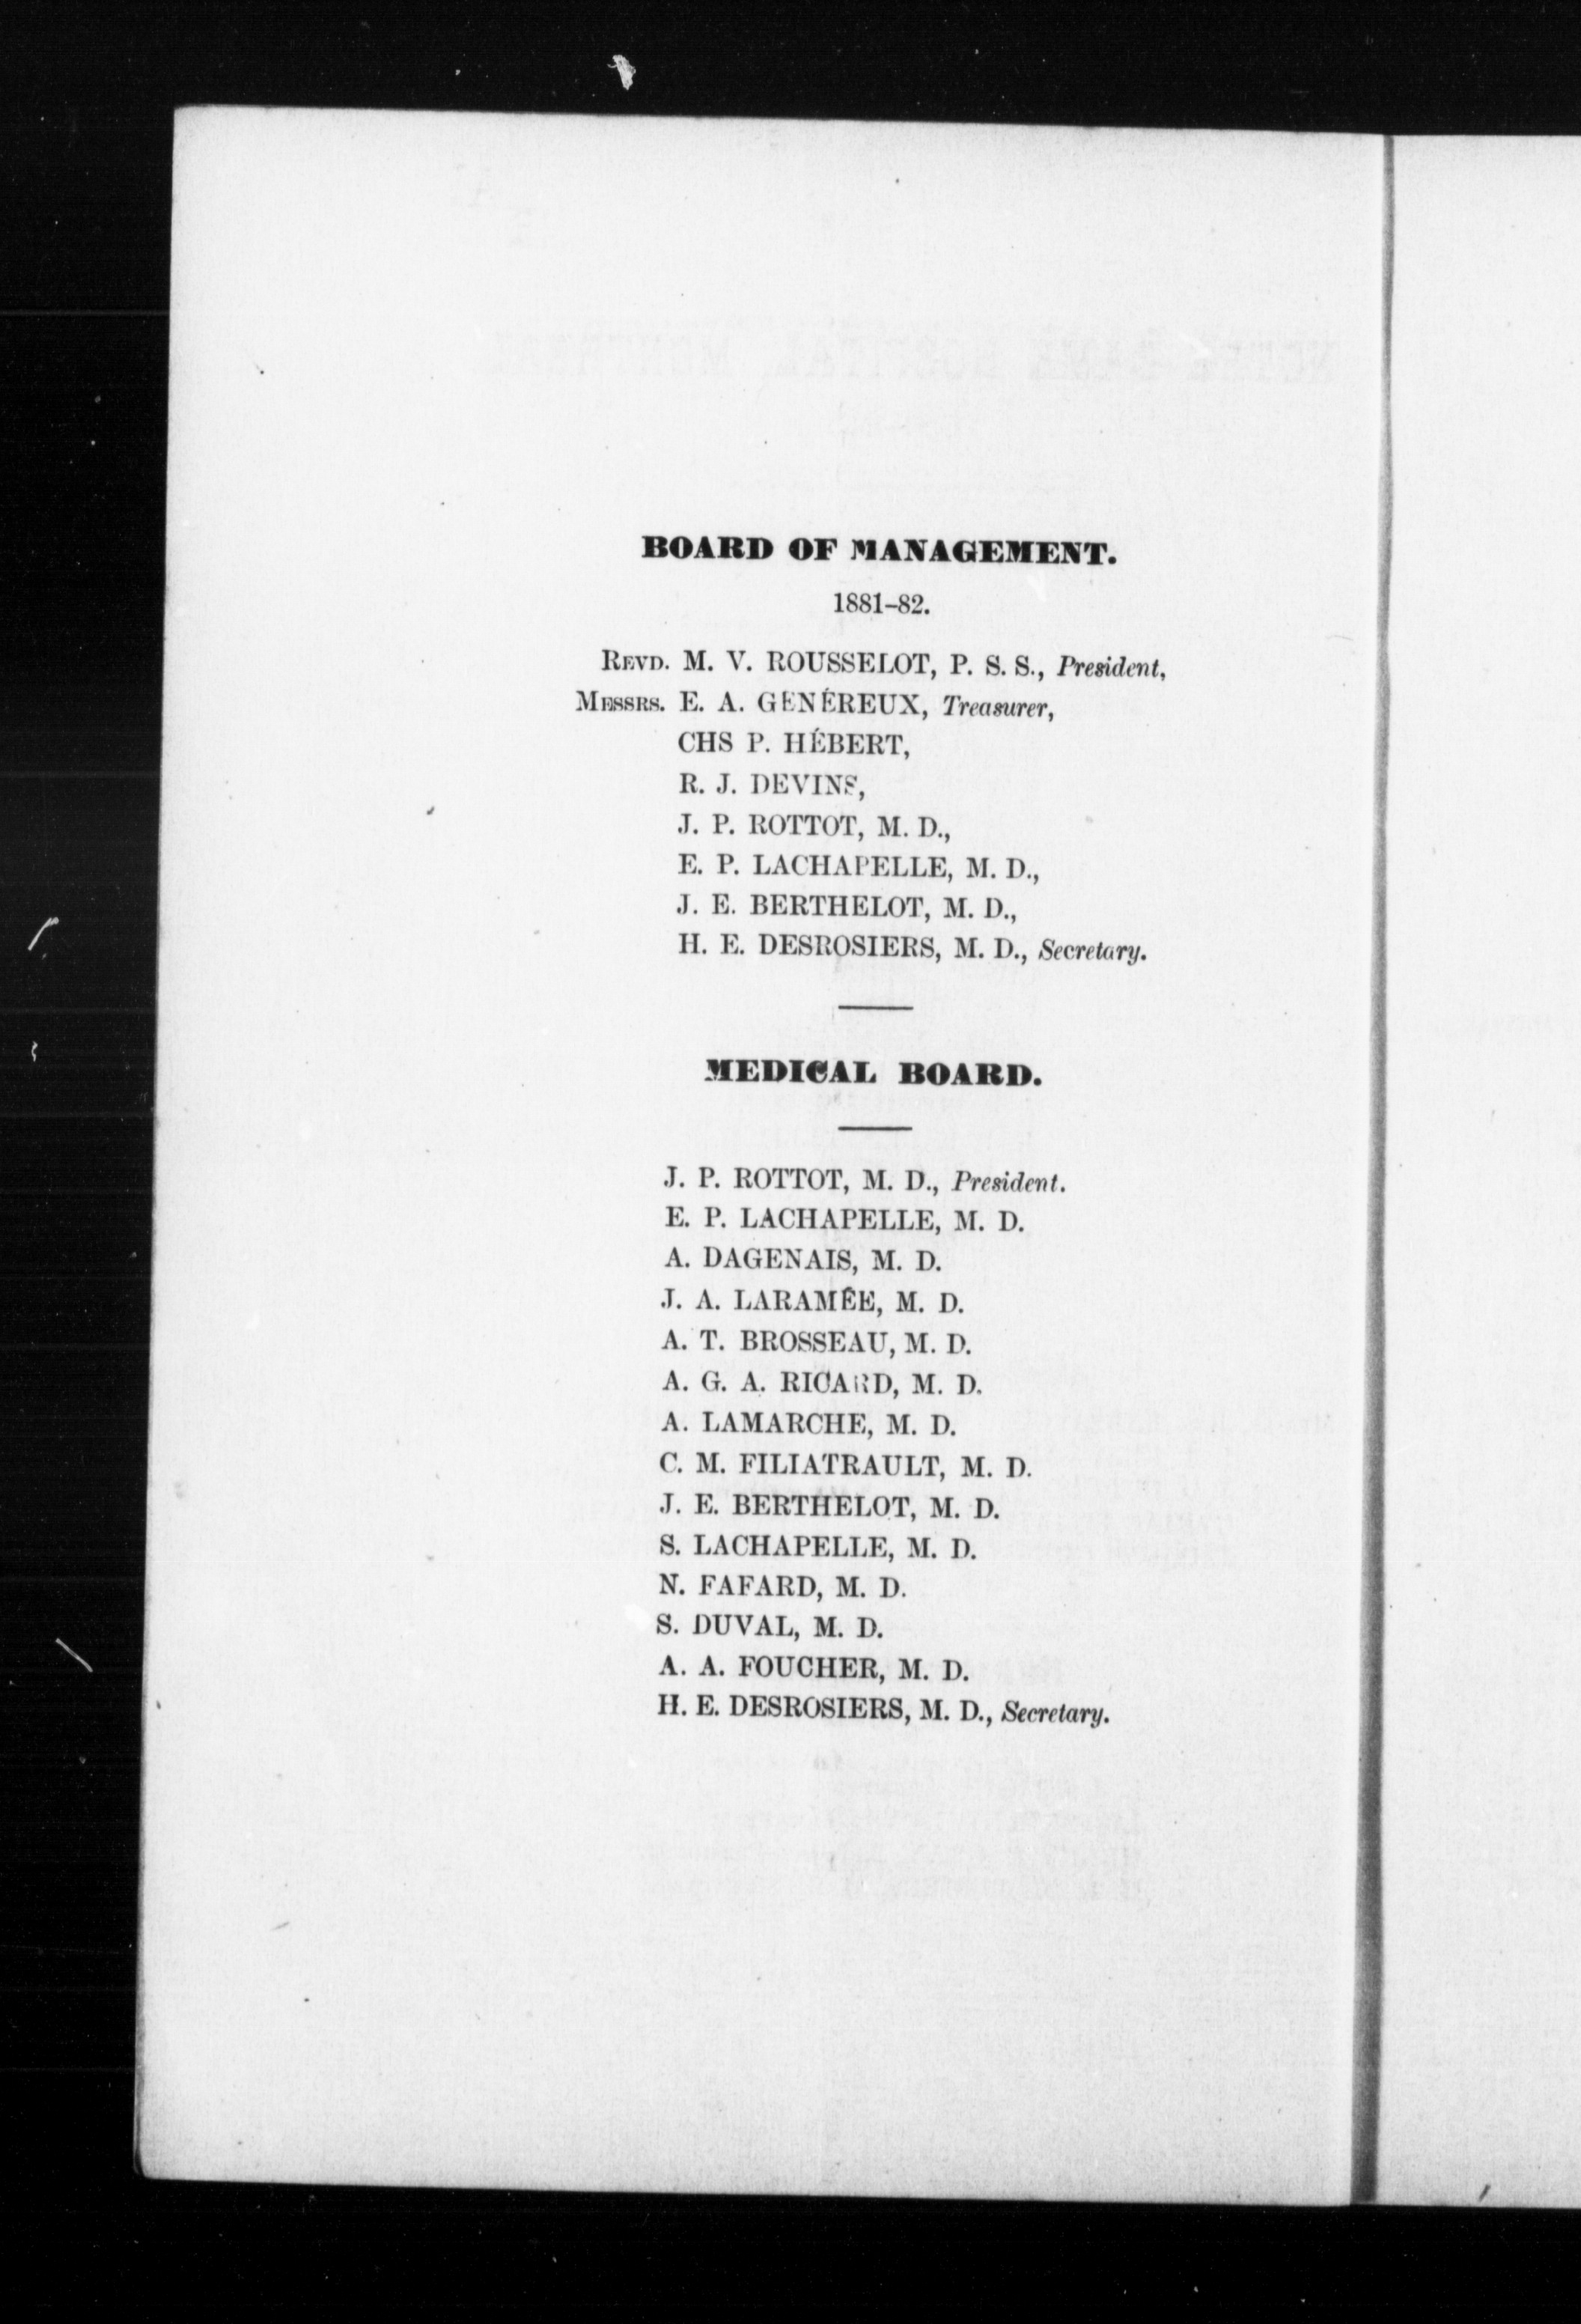 BOARD OF MANAGEMENT.
1881–82.
REVD. M. V. ROUSSELOT, P. S. S., President,
MESSRS. E. A. GENÉREUX, Treasurer,
CHS P. HÉBERT,
R. J. DEVINS,
J. P. ROTTOT, M. D.,
E. P. LACHAPELLE, M. D.,
J. E. BERTHELOT, M. D.,
H. E. DESROSIERS, M. D., Secretary.
MEDICAL BOARD.
J. P. ROTTOT, M. D., President.
E. P. LACHAPELLE, M. D.
A. DAGENAIS, M. D.
J. A. LARAMÉE, M. D.
A. T. BROSSEAU, M. D.
A. G. A. RICARD, M. D.
A. LAMARCHE, M. D.
C. M. FILIATRAULT, M. D.
J. E. BERTHELOT, M. D.
S. LACHAPELLE, M. D.
N. FAFARD, M. D.
S. DUVAL, M. D.
A. A. FOUCHER, M. D.
H. E. DESROSIERS, M. D., Secretary.